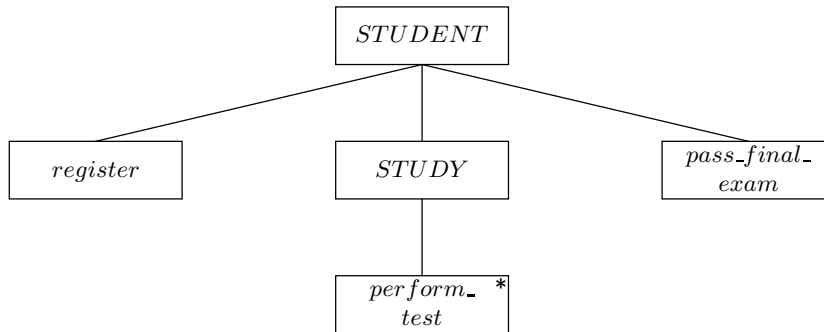 STUDENT
register
STUDY
pass_final_
exam
perform_ *
test